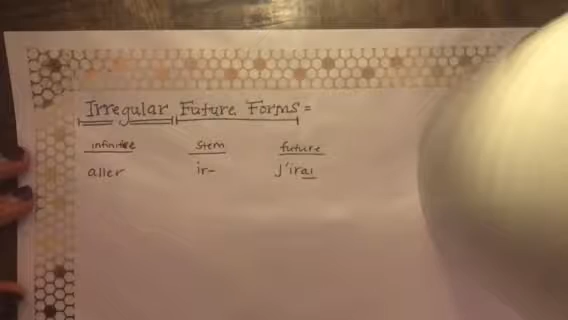 Irregular Future Forms =
infinitive stem future
aller ir- j'irai